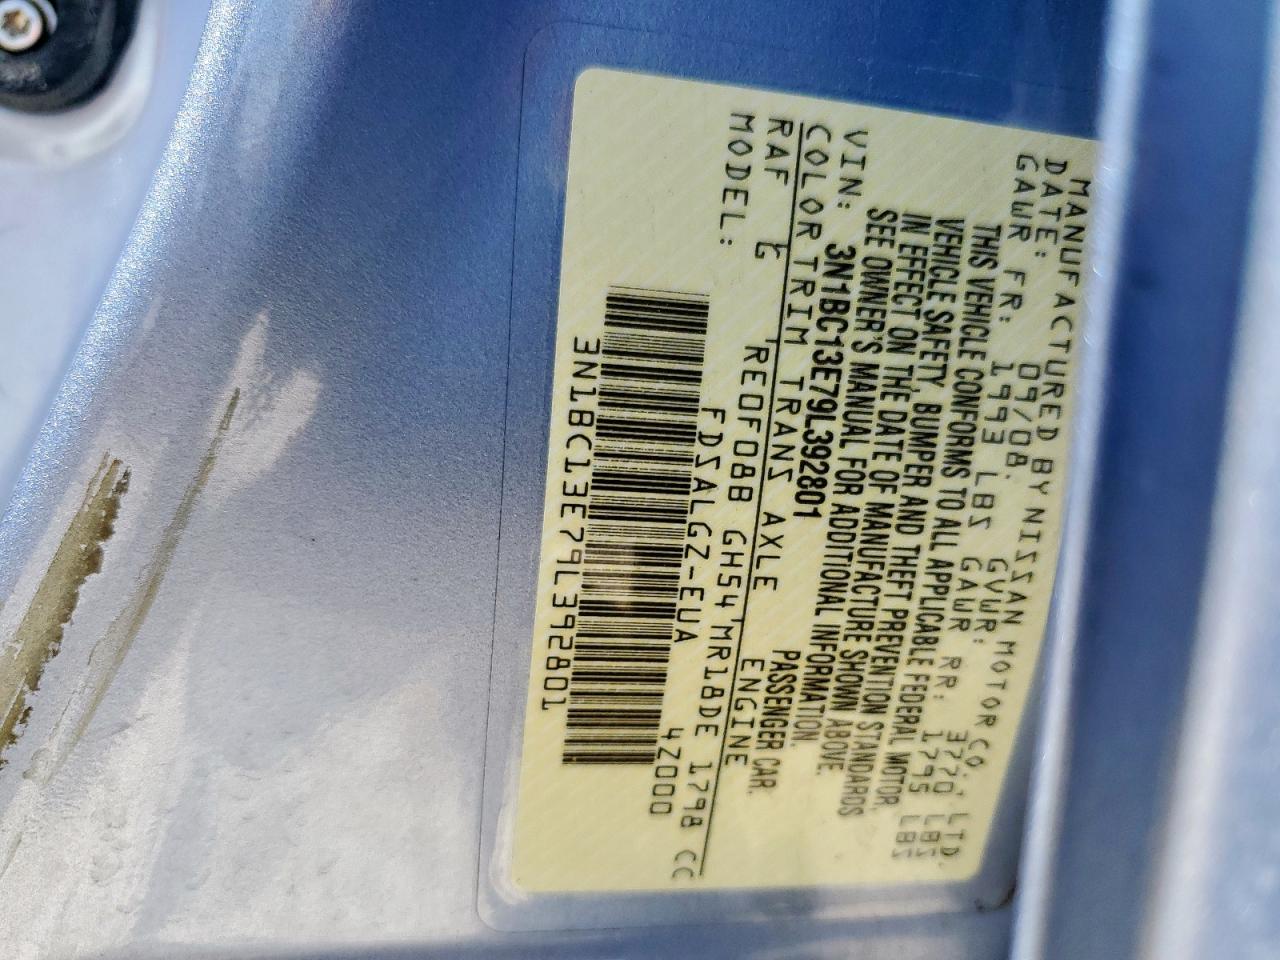 MANUFACTURED BY NISSAN MOTOR CO., LTD.
DATE: 09/08. GVWR: 3770 LBS
GAWR FR: 1993 LBS GAWR RR: 1795 LBS
THIS VEHICLE CONFORMS TO ALL APPLICABLE FEDERAL MOTOR
VEHICLE SAFETY, BUMPER AND THEFT PREVENTION STANDARDS
IN EFFECT ON THE DATE OF MANUFACTURE SHOWN ABOVE.
SEE OWNER'S MANUAL FOR ADDITIONAL INFORMATION.
VIN: 3N1BC13E79L392801 PASSENGER CAR.
COLOR TRIM TRANS AXLE ENGINE
RAF G RE0F08B GH54 MR18DE 1798 CC
MODEL: FDSALGZ-EUA 4Z000
3N1BC13E79L392801